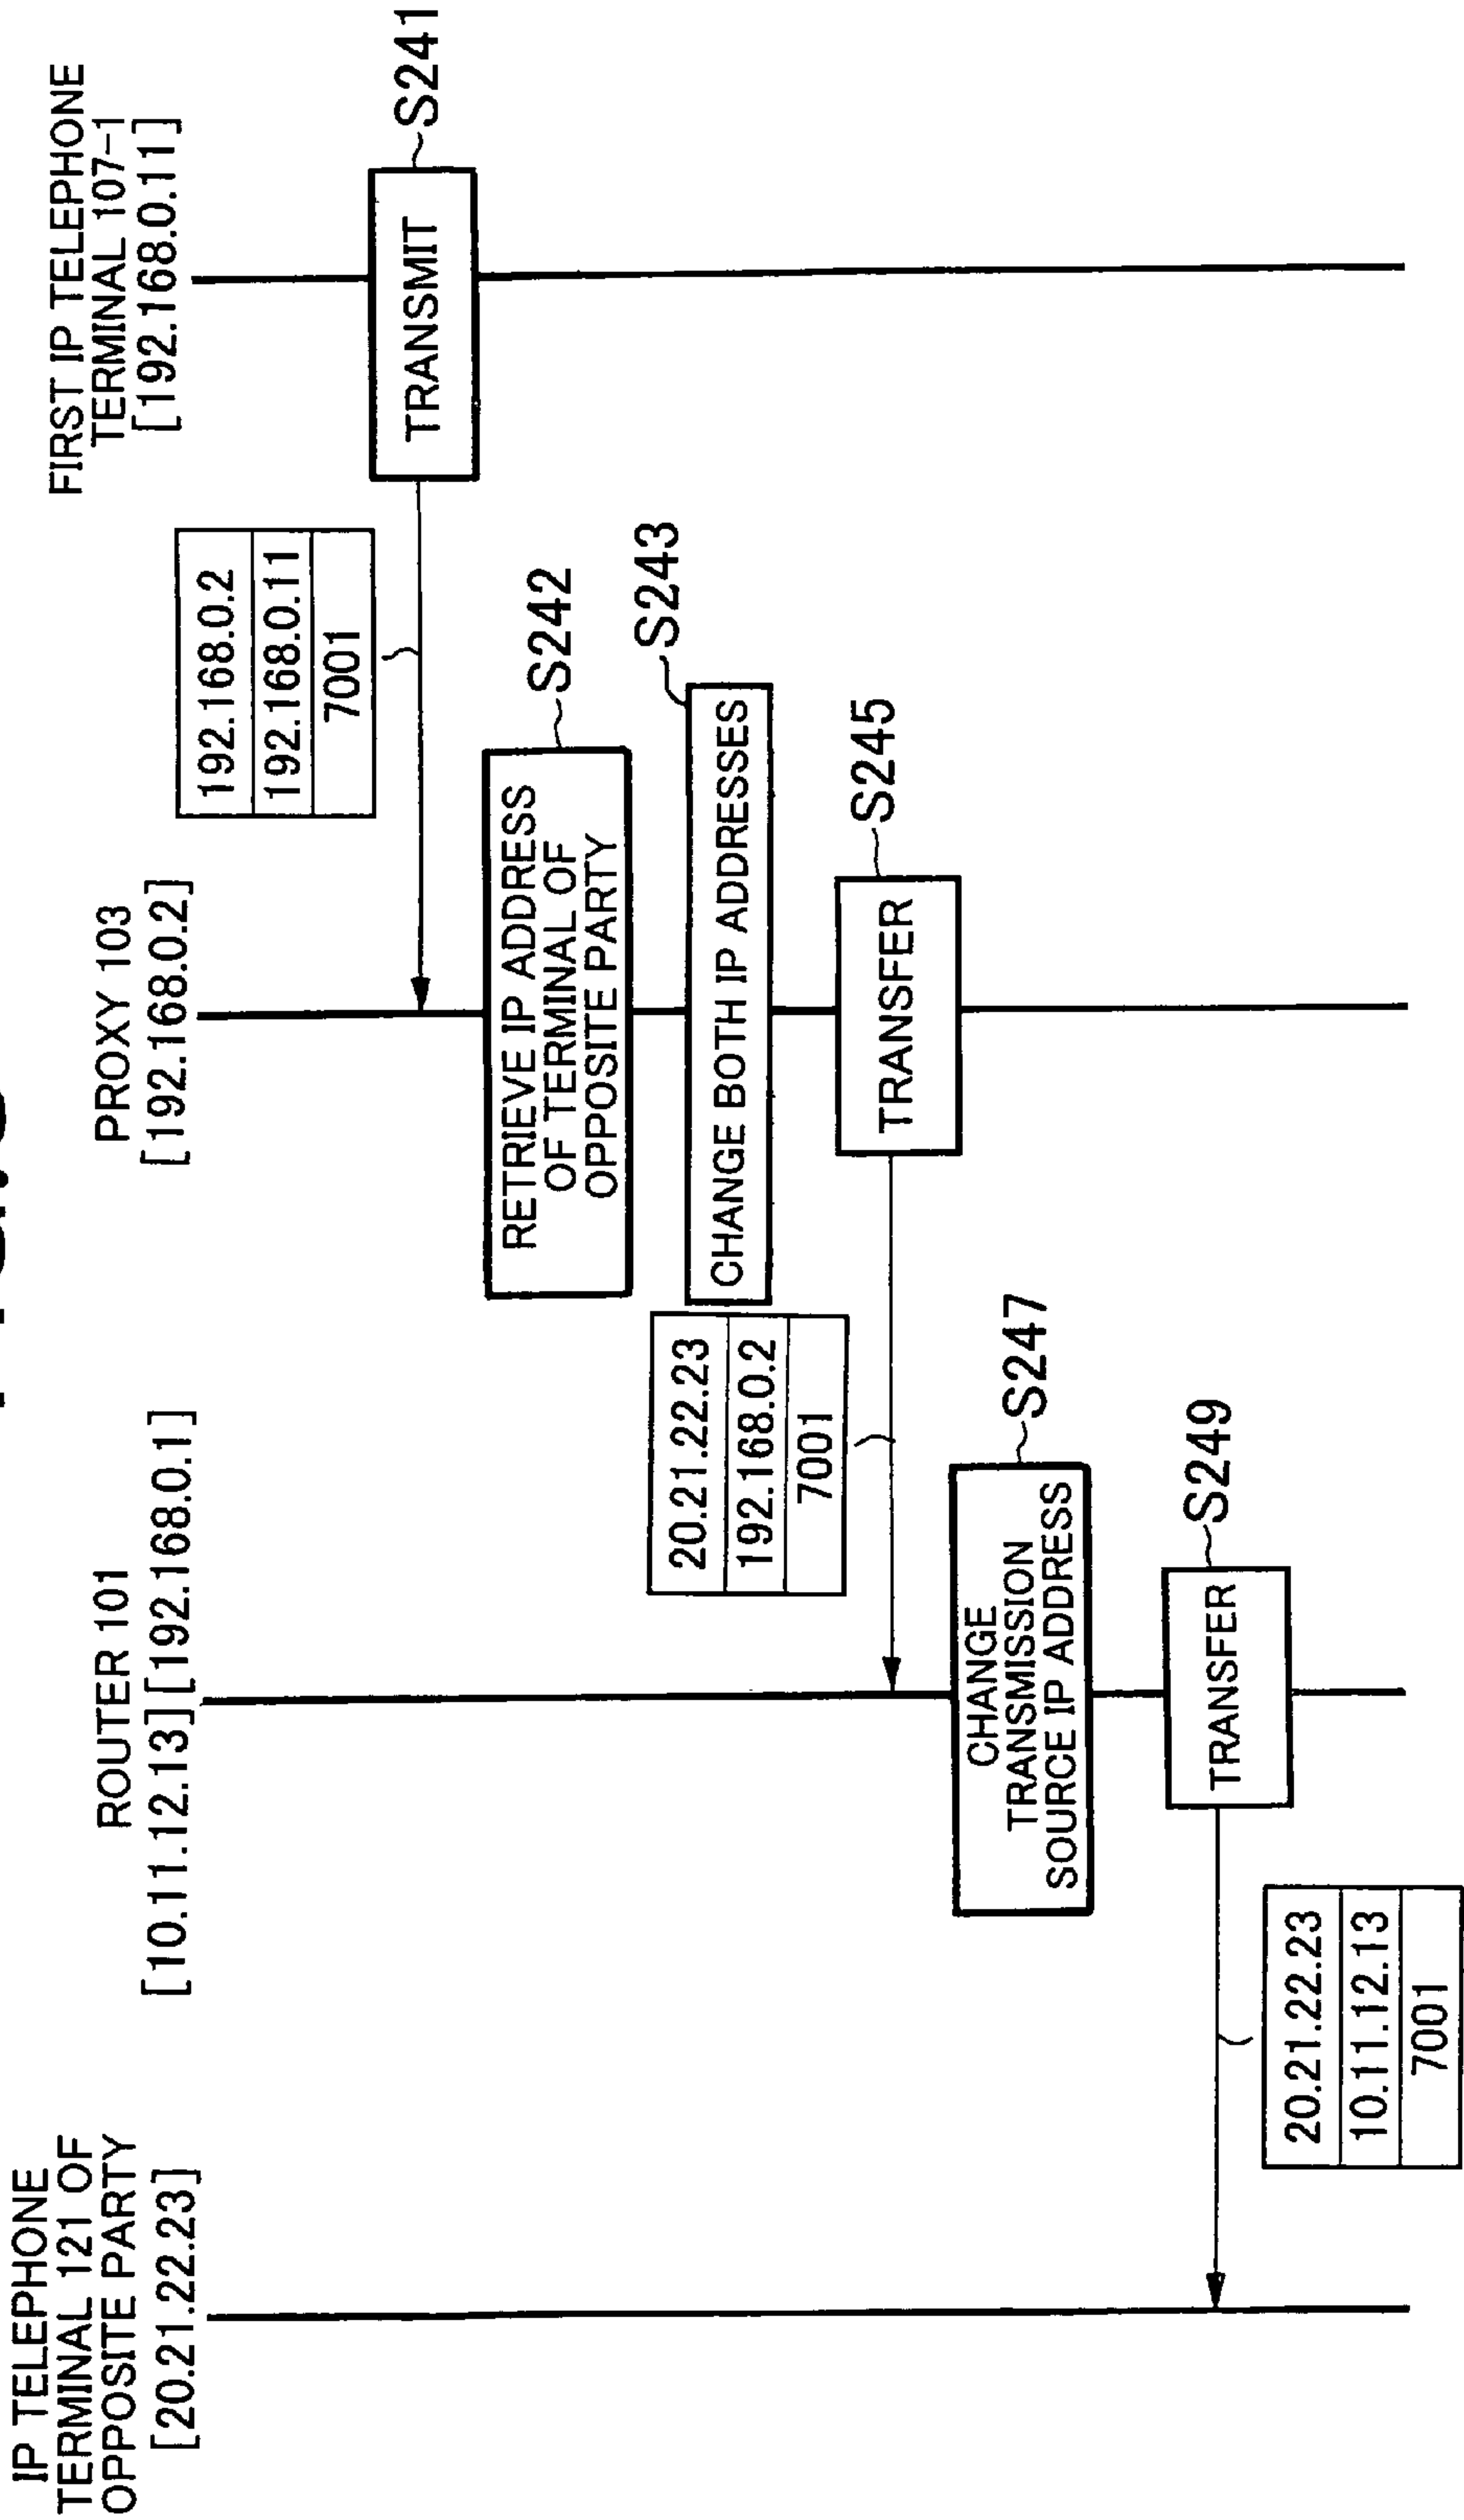 IP TELEPHONE
TERMINAL 121 OF
OPPOSITE PARTY
[20.21.22.23]
ROUTER 101
[10.11.12.13][192.168.0.1]
PROXY 103
[192.168.0.2]
FIRST IP TELEPHONE
TERMINAL 107-1
[192.168.0.11]
TRANSMIT
S241
192.168.0.2
192.168.0.11
7001
RETRIEVE IP ADDRESS
OF TERMINAL OF
OPPOSITE PARTY
S242
CHANGE BOTH IP ADDRESSES
S243
TRANSFER
S245
20.21.22.23
192.168.0.2
7001
CHANGE
TRANSMISSION
SOURCE IP ADDRESS
S247
TRANSFER
S249
20.21.22.23
10.11.12.13
7001